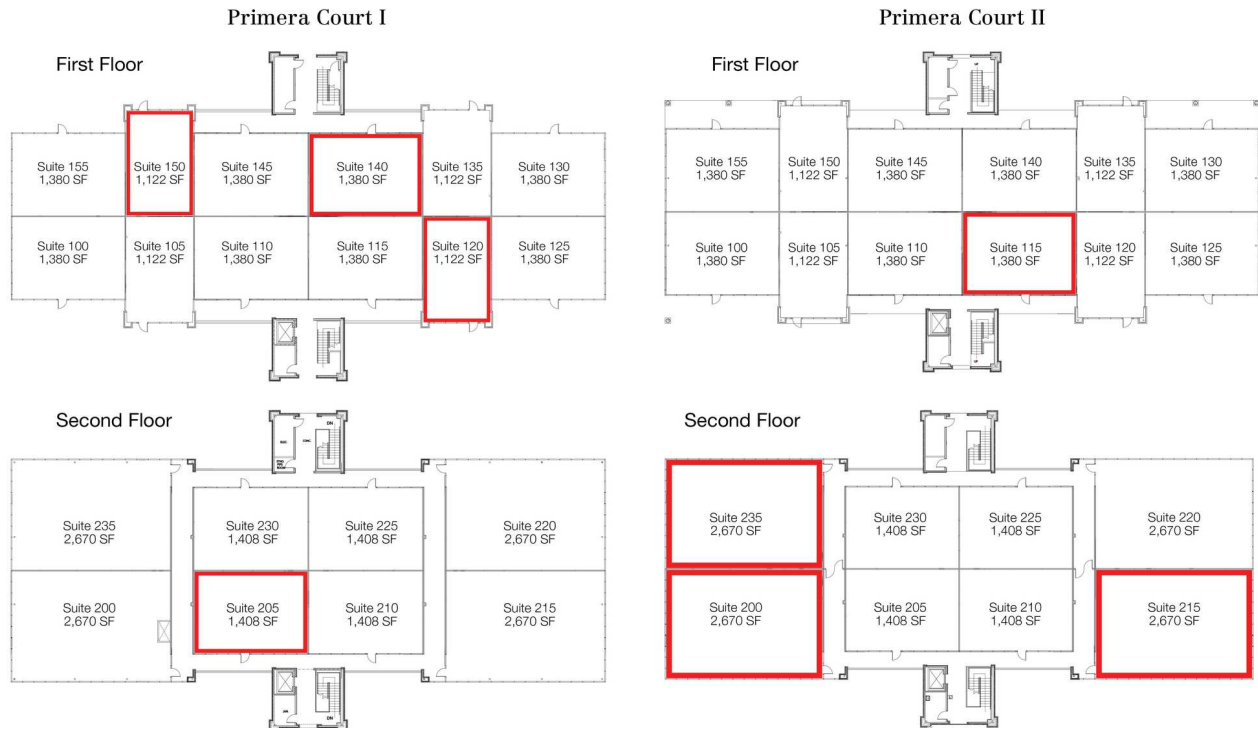 Primera Court I
First Floor
Suite 155
1,380 SF
Suite 150
1,122 SF
Suite 145
1,380 SF
Suite 140
1,380 SF
Suite 135
1,122 SF
Suite 130
1,380 SF
Suite 100
1,380 SF
Suite 105
1,122 SF
Suite 110
1,380 SF
Suite 115
1,380 SF
Suite 120
1,122 SF
Suite 125
1,380 SF
Second Floor
DN
Suite 235
2,670 SF
Suite 230
1,408 SF
Suite 225
1,408 SF
Suite 220
2,670 SF
Suite 200
2,670 SF
Suite 205
1,408 SF
Suite 210
1,408 SF
Suite 215
2,670 SF
DN
Primera Court II
First Floor
UP
Suite 155
1,380 SF
Suite 150
1,122 SF
Suite 145
1,380 SF
Suite 140
1,380 SF
Suite 135
1,122 SF
Suite 130
1,380 SF
Suite 100
1,380 SF
Suite 105
1,122 SF
Suite 110
1,380 SF
Suite 115
1,380 SF
Suite 120
1,122 SF
Suite 125
1,380 SF
UP
Second Floor
Suite 235
2,670 SF
Suite 230
1,408 SF
Suite 225
1,408 SF
Suite 220
2,670 SF
Suite 200
2,670 SF
Suite 205
1,408 SF
Suite 210
1,408 SF
Suite 215
2,670 SF